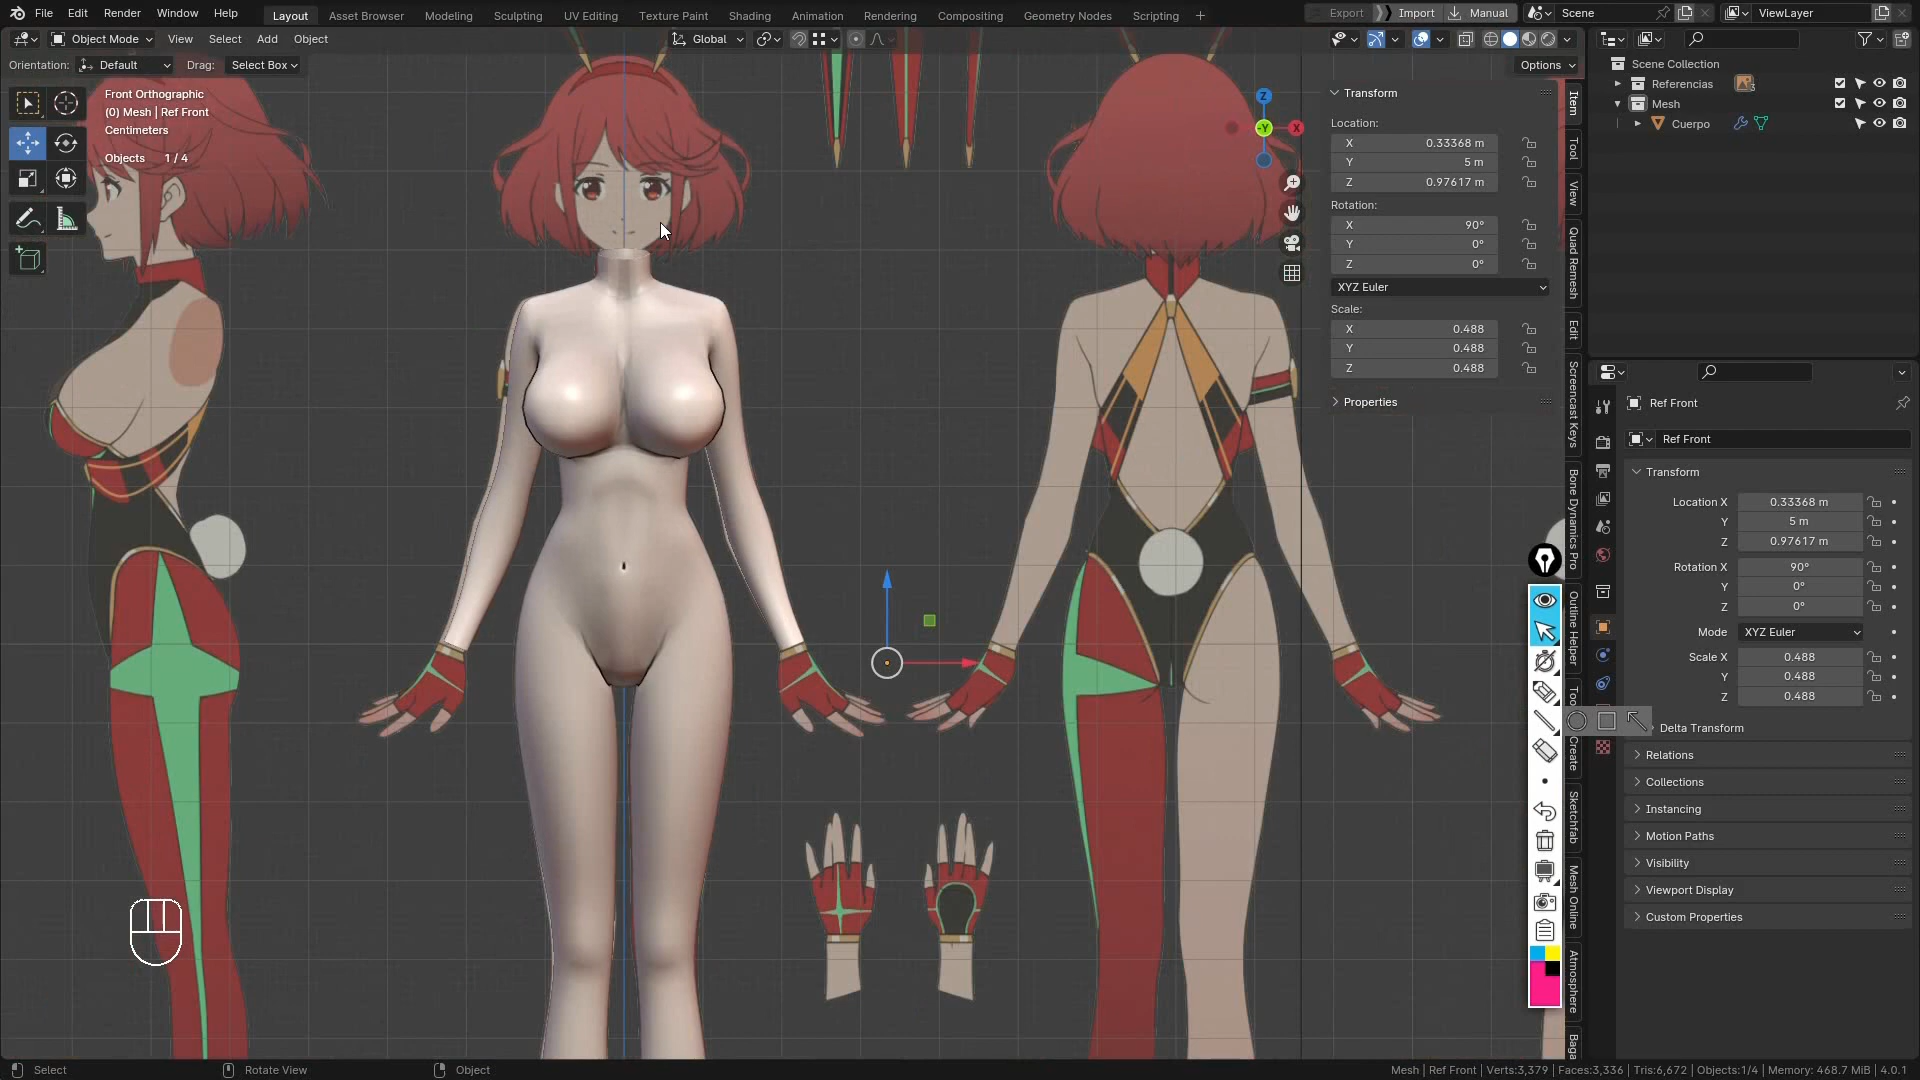 File Edit Render Window Help Layout Asset Browser Modeling Sculpting UV Editing Texture Paint Shading Animation Rendering Compositing Geometry Nodes Scripting + Export Import Manual Scene ViewLayer
Object Mode View Select Add Object Global
Orientation: Default Drag: Select Box Options
Front Orthographic
(0) Mesh | Ref Front
Centimeters
Objects 1 / 4
Z
-Y
X
Transform
Location:
X 0.33368 m
Y 5 m
Z 0.97617 m
Rotation:
X 90°
Y 0°
Z 0°
XYZ Euler
Scale:
X 0.488
Y 0.488
Z 0.488
Properties
Item
Tool
View
Quad Remesh
Edit
Screencast Keys
Bone Dynamics Pro
Outline Helper
Create
Sketchfab
Mesh Online
Atmosphere
Baga
Scene Collection
Referencias 3
Mesh
Cuerpo
Ref Front
Ref Front
Transform
Location X 0.33368 m
Y 5 m
Z 0.97617 m
Rotation X 90°
Y 0°
Z 0°
Mode XYZ Euler
Scale X 0.488
Y 0.488
Z 0.488
Delta Transform
Relations
Collections
Instancing
Motion Paths
Visibility
Viewport Display
Custom Properties
Select Rotate View Object Mesh | Ref Front | Verts:3,379 | Faces:3,336 | Tris:6,672 | Objects:1/4 | Memory: 468.7 MiB | 4.0.1